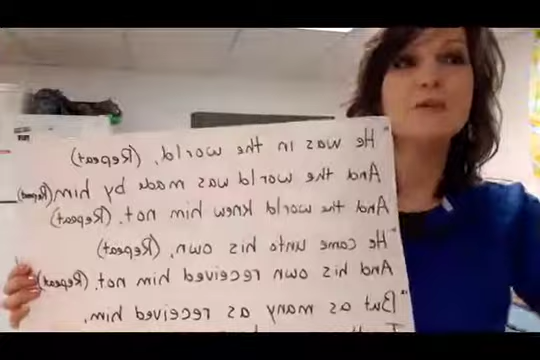 "He was in the world, (Repeat)
And the world was made by him (Repeat)
And the world knew him not. (Repeat)
"He came unto his own, (Repeat)
And his own received him not. (Repeat)
"But as many as received him,